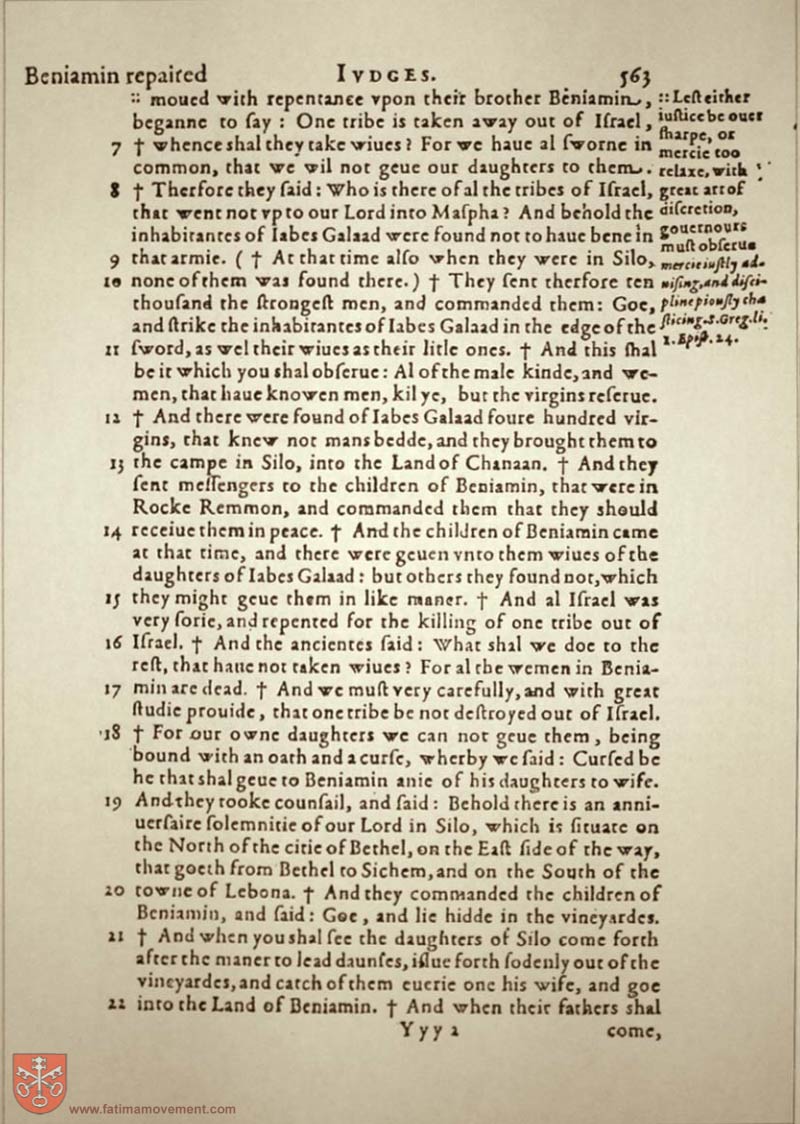 Beniamin repaired IVDGES. 563
:: moued with repentance vpon their brother Beniamin, 
beganne to ſay : One tribe is taken away out of Iſrael,
7 † whence shal they take wiues? For we haue al ſworne in
common, that we wil not geue our daughters to them.
8 † Therfore they ſaid : Who is there of al the tribes of Iſrael,
that went not vp to our Lord into Maſpha? And behold the
inhabitantes of Iabes Galaad were found not to haue bene in
9 that armie. ( † At that time alſo when they were in Silo,
10 none of them was found there.) † They ſent therfore ten
thouſand the ſtrongeſt men, and commanded them: Goe,
and ſtrike the inhabitantes of Iabes Galaad in the edge of the
11 ſword, as wel their wiues as their litle ones. † And this ſhal
be it which you shal obſerue: Al of the male kinde, and we-
men, that haue knowen men, kil ye, but the virgins reſerue.
12 † And there were found of Iabes Galaad foure hundred vir-
gins, that knew not mans bedde, and they brought them to
13 the campe in Silo, into the Land of Chanaan. † And they
ſent meſſengers to the children of Beniamin, that were in
Rocke Remmon, and commanded them that they should
14 receiue them in peace. † And the children of Beniamin came
at that time, and there were geuen vnto them wiues of the
daughters of Iabes Galaad : but others they found not, which
15 they might geue them in like maner. † And al Iſrael was
very ſorie, and repented for the killing of one tribe out of
16 Iſrael. † And the ancientes ſaid : What shal we doe to the
reſt, that haue not taken wiues? For al the wemen in Benia-
17 min are dead. † And we muſt very carefully, and with great
ſtudie prouide, that one tribe be not deſtroyed out of Iſrael.
18 † For our owne daughters we can not geue them, being
bound with an oath and a curſe, wherby we ſaid : Curſed be
he that shal geue to Beniamin anie of his daughters to wife.
19 And they tooke counſail, and ſaid : Behold there is an anni-
uerſaire ſolemnitie of our Lord in Silo, which is ſituate on
the North of the citie of Bethel, on the Eaſt ſide of the way,
that goeth from Bethel to Sichem, and on the South of the
20 towne of Lebona. † And they commanded the children of
Beniamin, and ſaid : Goe, and lie hidde in the vineyardes.
21 † And when you shal ſee the daughters of Silo come forth
after the maner to lead daunſes, iſſue forth ſodenly out of the
vineyardes, and catch of them euerie one his wife, and goe
22 into the Land of Beniamin. † And when their fathers shal
Yyy 2 come,
:: Leſt either
iuſtice be ouer
ſharpe, or
mercie too
relaxe, with
great art of
diſcretion,
gouernours
muſt obſerue
mercie iuſtly ad-
uiſing, and diſci-
pline piouſly cha
ſticing. S. Greg. li.
1. Epiſt. 24.
www.fatimamovement.com